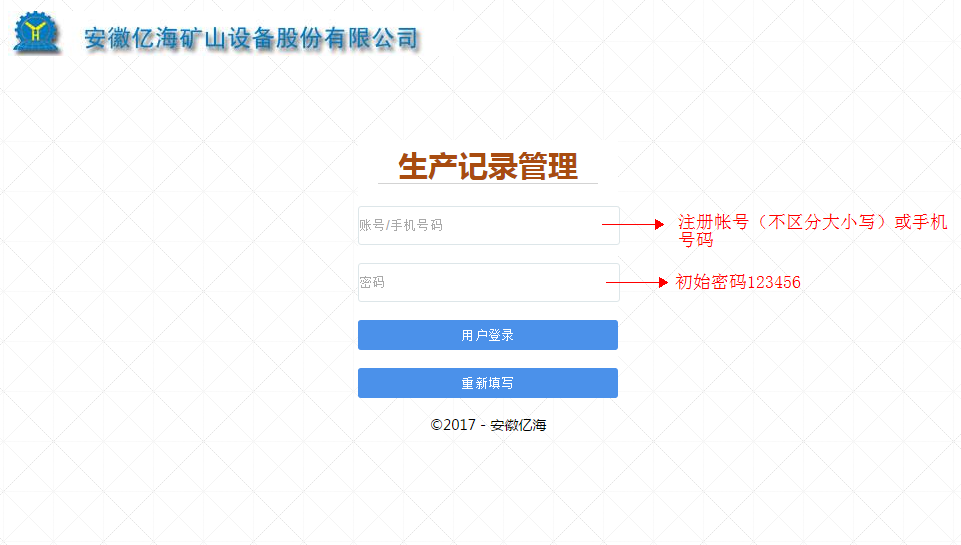 安徽亿海矿山设备股份有限公司
生产记录管理
账号/手机号码
注册帐号（不区分大小写）或手机
号码
密码
初始密码123456
用户登录
重新填写
©2017 - 安徽亿海